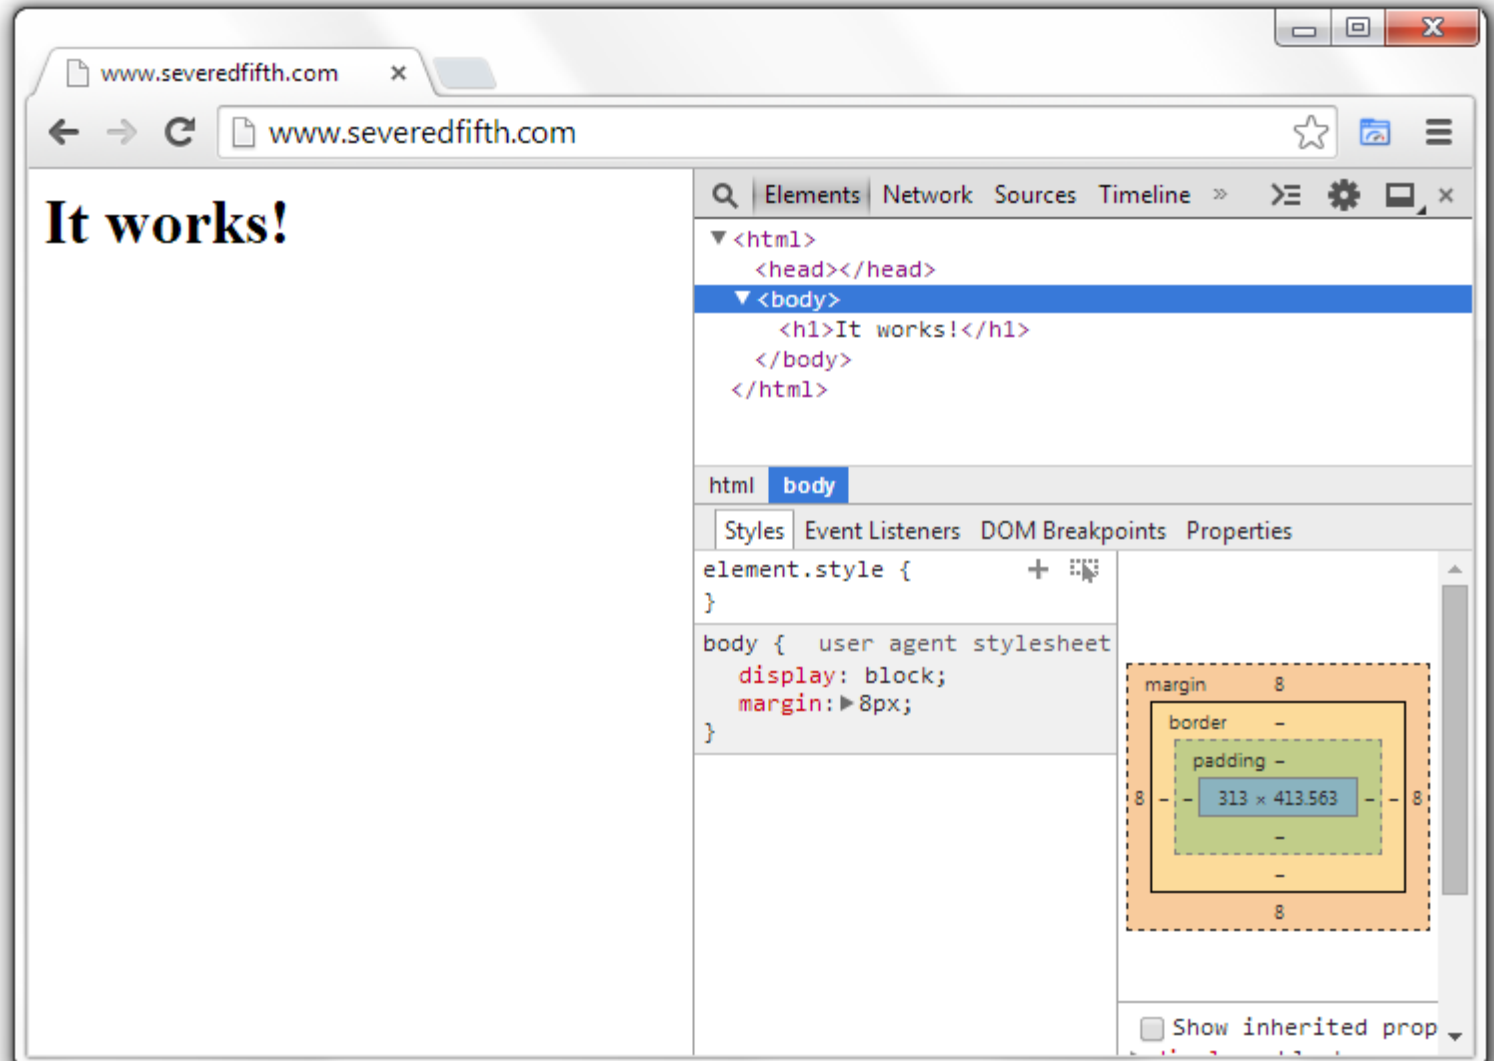 www.severedfifth.com ×
www.severedfifth.com
It works!
Elements Network Sources Timeline »
▼<html>
<head></head>
▼<body>
<h1>It works!</h1>
</body>
</html>
html body
Styles Event Listeners DOM Breakpoints Properties
element.style {
}
body { user agent stylesheet
display: block;
margin:▶8px;
}
margin 8
border –
padding –
8 – – 313 × 413.563 – – 8
–
–
8
Show inherited prop